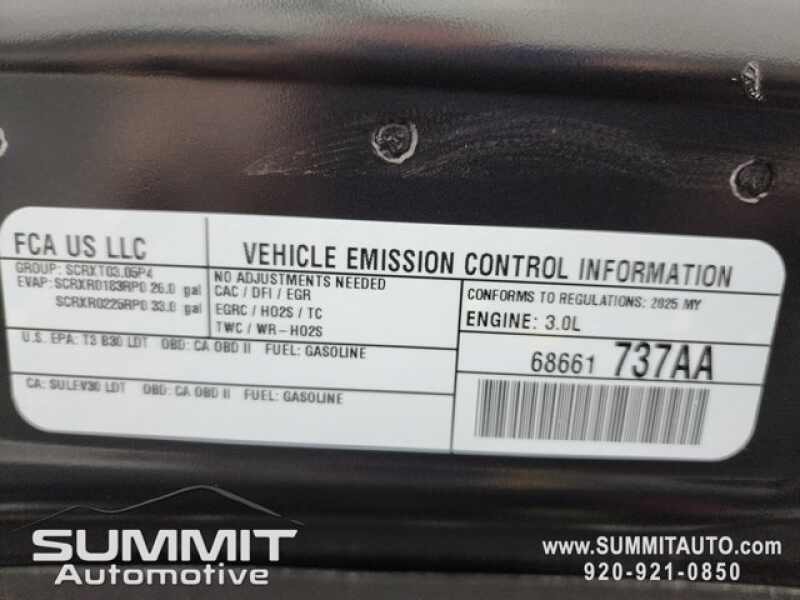 FCA US LLC
GROUP: SCRXT03.05P4
EVAP: SCRXR0183RP0 26.0 gal
SCRXR0225RP0 33.0 gal
VEHICLE EMISSION CONTROL INFORMATION
NO ADJUSTMENTS NEEDED
CAC / DFI / EGR
EGRC / HO2S / TC
TWC / WR-HO2S
CONFORMS TO REGULATIONS: 2025 MY
ENGINE: 3.0L
U.S. EPA: T3 B30 LDT OBD: CA OBD II FUEL: GASOLINE
CA: SULEV30 LDT OBD: CA OBD II FUEL: GASOLINE
68661 737AA
SUMMIT
Automotive
www.SUMMITAUTO.com
920-921-0850